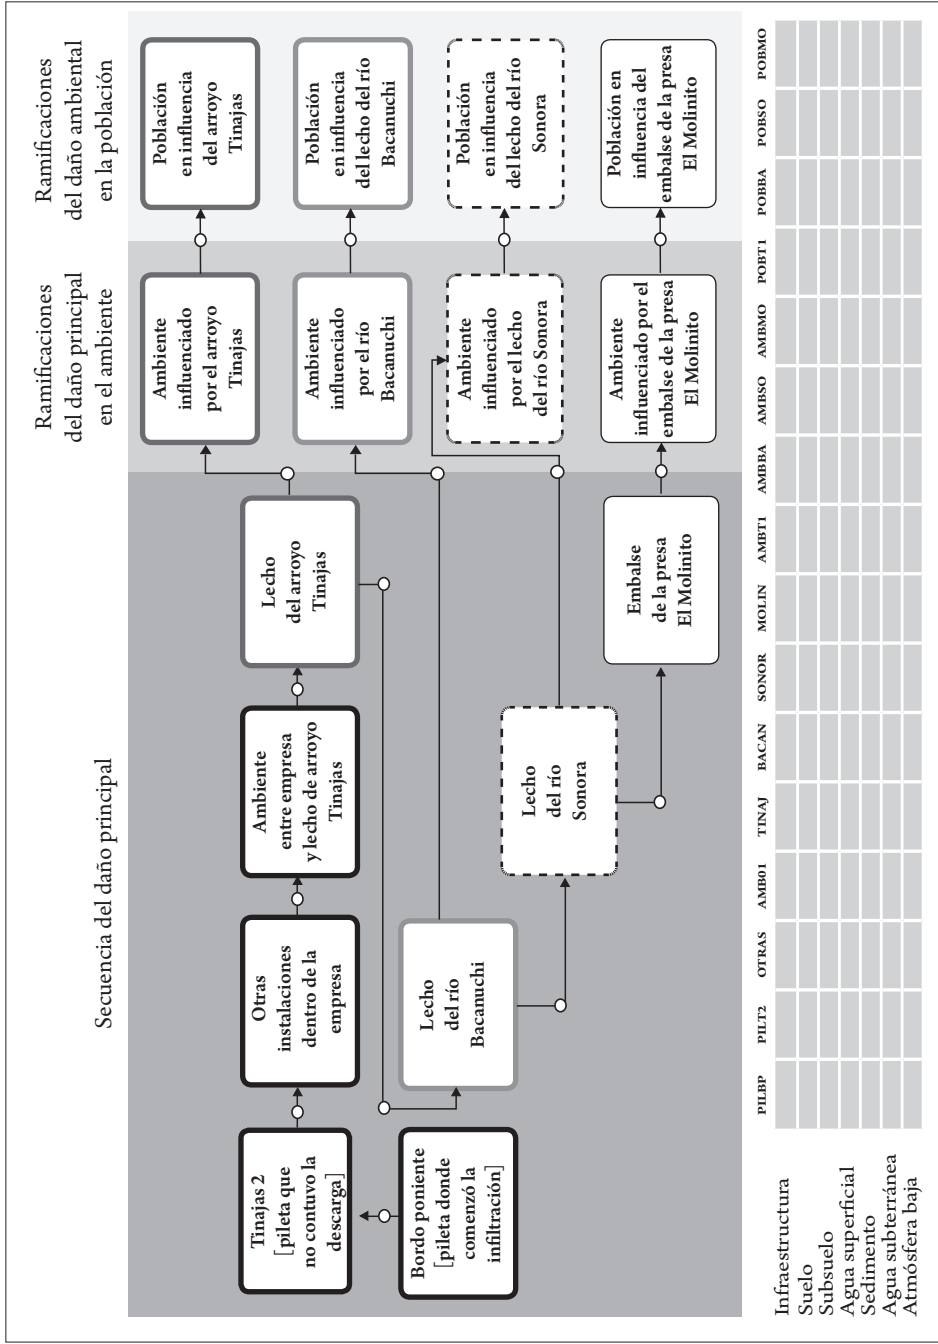 Secuencia del daño principal
Ramificaciones
del daño principal
en el ambiente
Ramificaciones
del daño ambiental
en la población
Tinajas 2
[pileta que
no contuvo la
descarga]
Otras
instalaciones
dentro de la
empresa
Ambiente
entre empresa
y lecho de arroyo
Tinajas
Lecho
del arroyo
Tinajas
Ambiente
influenciado
por el arroyo
Tinajas
Población
en influencia
del arroyo
Tinajas
Bordo poniente
[pileta donde
comenzó la
infiltración]
Lecho
del río
Bacanuchi
Ambiente
influenciado
por el río
Bacanuchi
Población
en influencia
del lecho del río
Bacanuchi
Lecho
del río
Sonora
Ambiente
influenciado
por el lecho
del río Sonora
Población
en influencia
del lecho del río
Sonora
Embalse
de la presa
El Molinito
Ambiente
influenciado por el
embalse de la presa
El Molinito
Población en
influencia del
embalse de la presa
El Molinito
PILBP PILT2 OTRAS AMB01 TINAJ BACAN SONOR MOLIN AMBT1 AMBBA AMBSO AMBMO POBT1 POBBA POBSO POBMO
Infraestructura
Suelo
Subsuelo
Agua superficial
Sedimento
Agua subterránea
Atmósfera baja